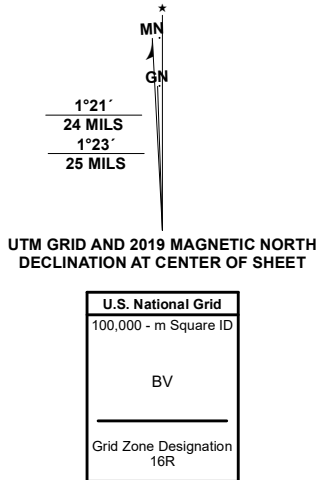 MN
GN
1°21´
24 MILS
1°23´
25 MILS
UTM GRID AND 2019 MAGNETIC NORTH
DECLINATION AT CENTER OF SHEET
U.S. National Grid
100,000 - m Square ID
BV
Grid Zone Designation
16R